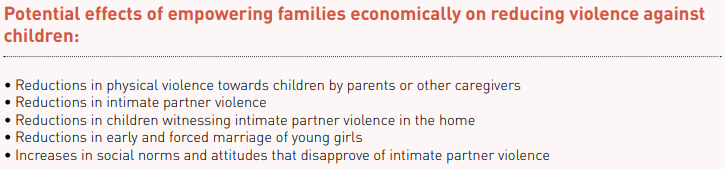 Potential effects of empowering families economically on reducing violence against
children:
• Reductions in physical violence towards children by parents or other caregivers
• Reductions in intimate partner violence
• Reductions in children witnessing intimate partner violence in the home
• Reductions in early and forced marriage of young girls
• Increases in social norms and attitudes that disapprove of intimate partner violence